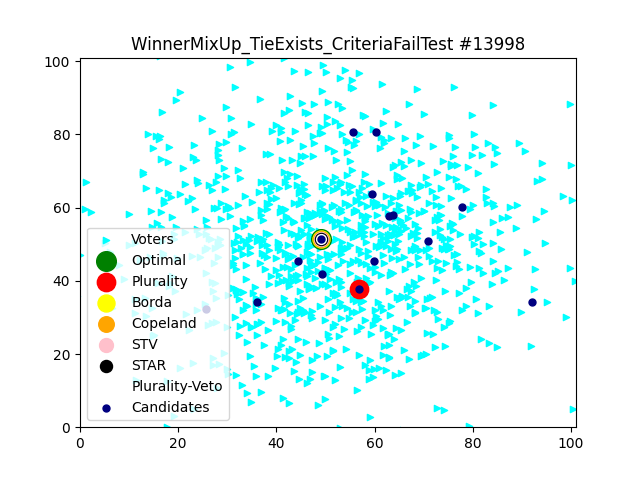 WinnerMixUp_TieExists_CriteriaFailTest #13998
100
80
60
40
20
0
Voters
Optimal
Plurality
Borda
Copeland
STV
STAR
Plurality-Veto
Candidates
0 20 40 60 80 100